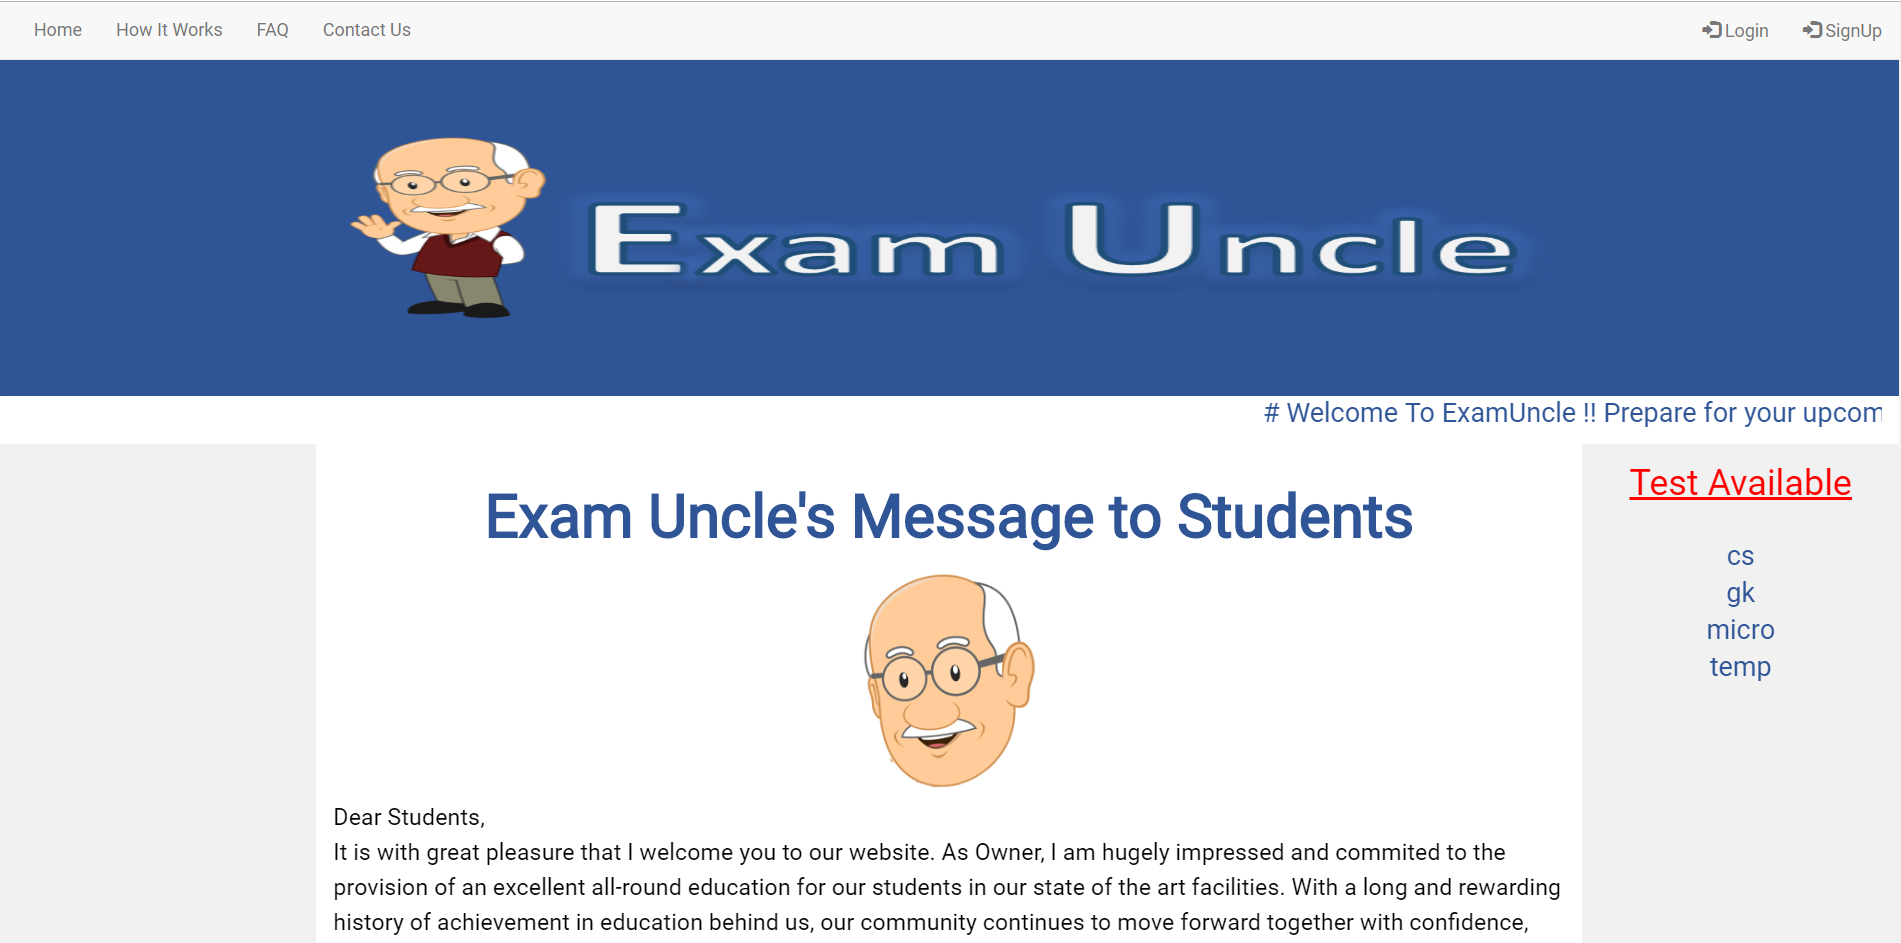 Home How It Works FAQ Contact Us Login SignUp
Exam Uncle
# Welcome To ExamUncle !! Prepare for your upcom
Exam Uncle's Message to Students
Dear Students,
It is with great pleasure that I welcome you to our website. As Owner, I am hugely impressed and commited to the
provision of an excellent all-round education for our students in our state of the art facilities. With a long and rewarding
history of achievement in education behind us, our community continues to move forward together with confidence,
Test Available
cs
gk
micro
temp